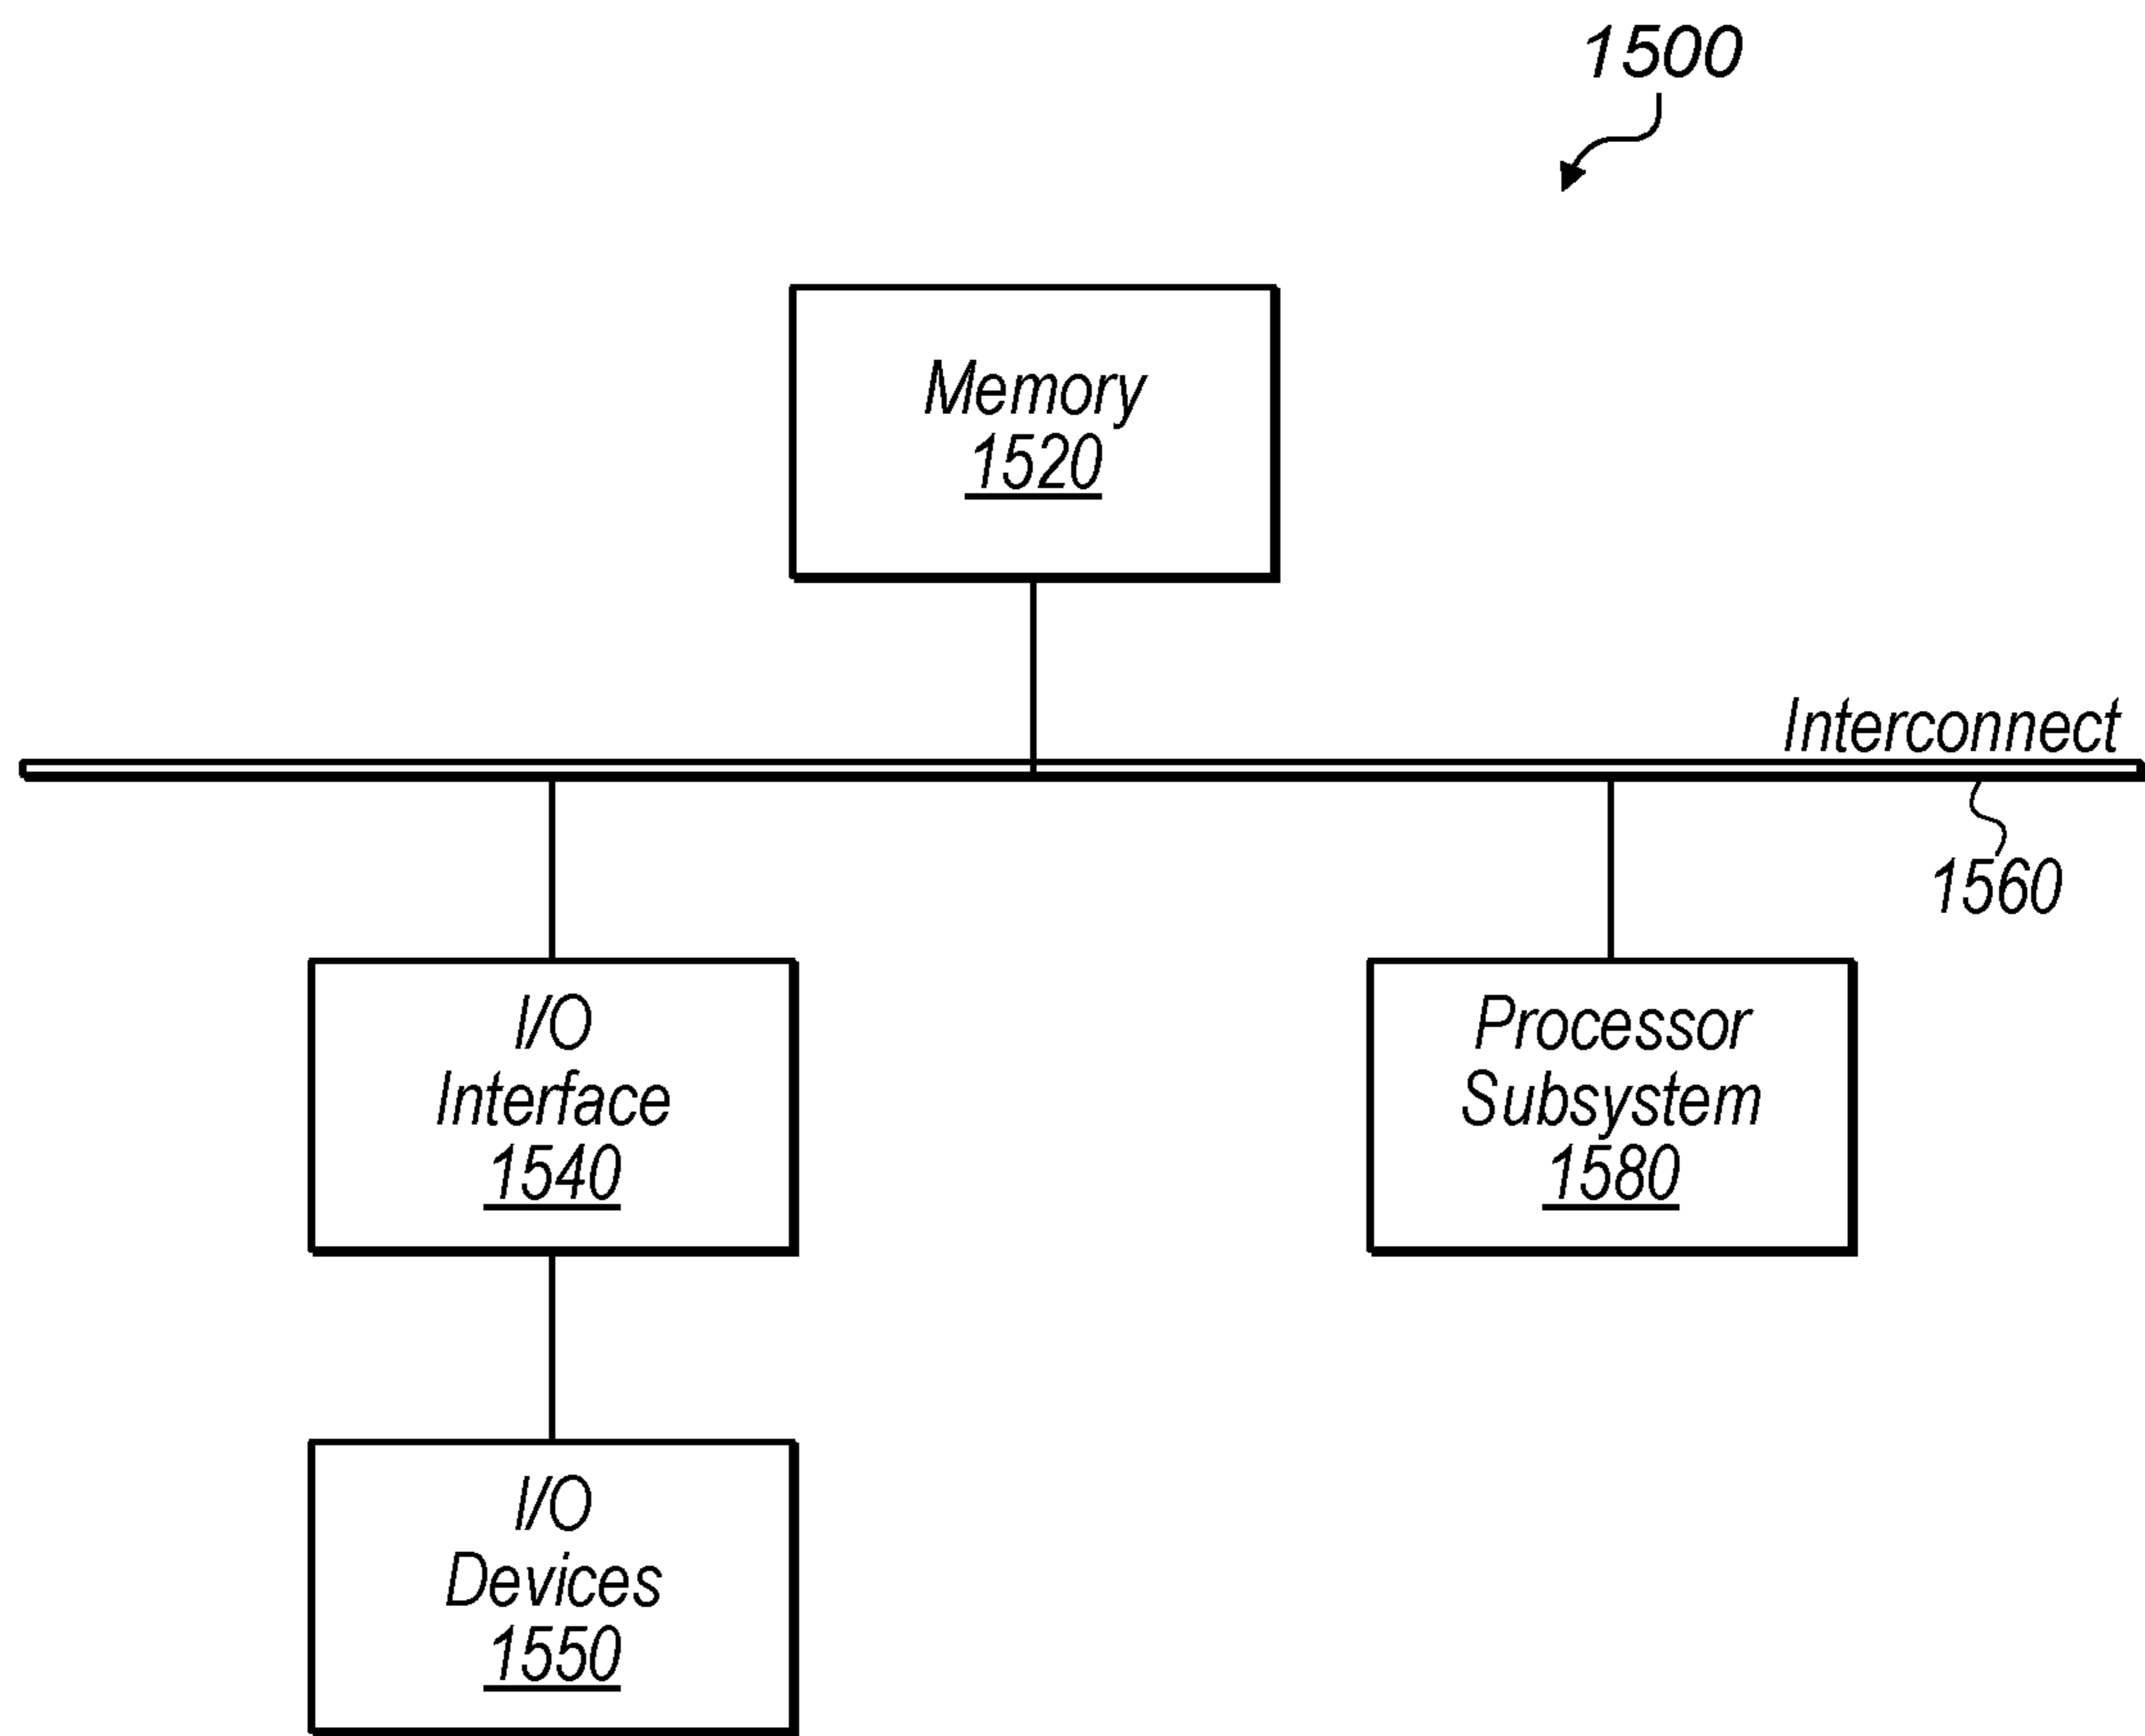 1500
Memory
1520
Interconnect
1560
I/O
Interface
1540
Processor
Subsystem
1580
I/O
Devices
1550